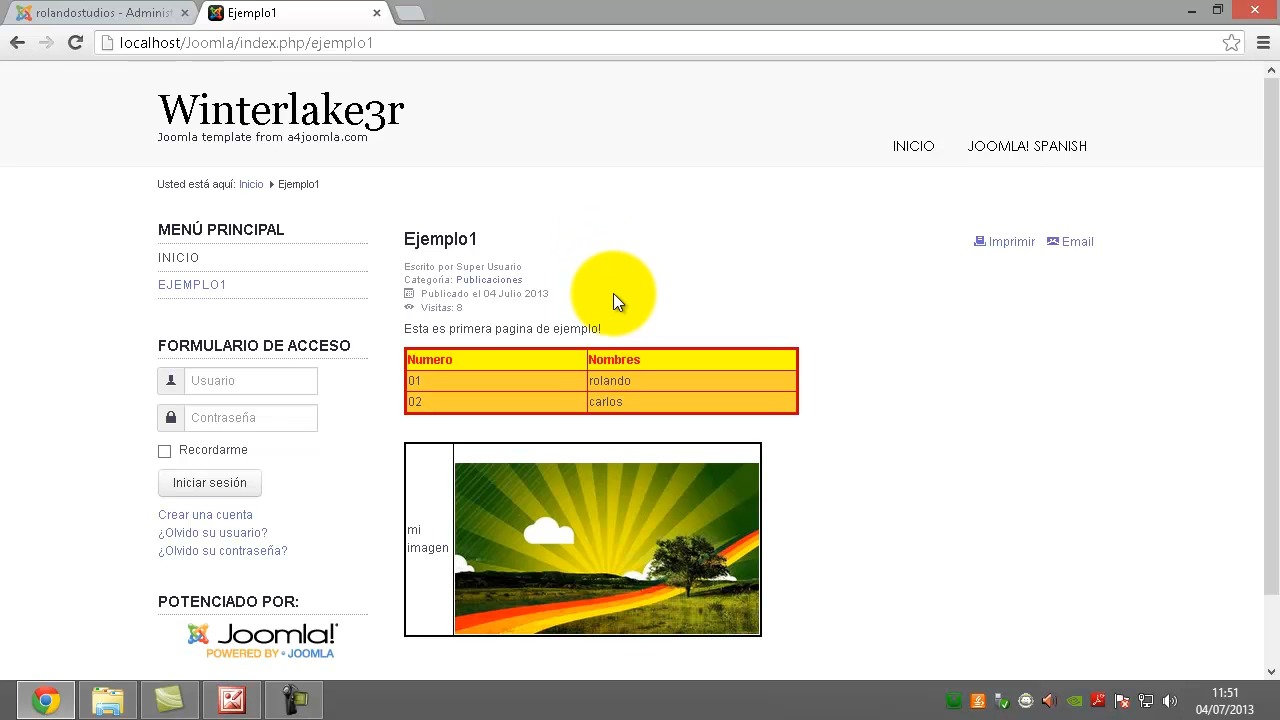 rolandostudios - Administ
Ejemplo1
localhost/Joomla/index.php/ejemplo1
Winterlake3r
Joomla template from a4joomla.com
INICIO
JOOMLA! SPANISH
Usted está aquí: Inicio Ejemplo1
MENÚ PRINCIPAL
INICIO
EJEMPLO1
FORMULARIO DE ACCESO
Usuario
Contraseña
Recordarme
Iniciar sesión
Crear una cuenta
¿Olvido su usuario?
¿Olvido su contraseña?
POTENCIADO POR:
Joomla!
POWERED BY JOOMLA
Ejemplo1
Imprimir Email
Escrito por Super Usuario
Categoría: Publicaciones
Publicado el 04 Julio 2013
Visitas: 8
Esta es primera pagina de ejemplo!
Numero Nombres
01 rolando
02 carlos
mi
imagen
11:51
04/07/2013